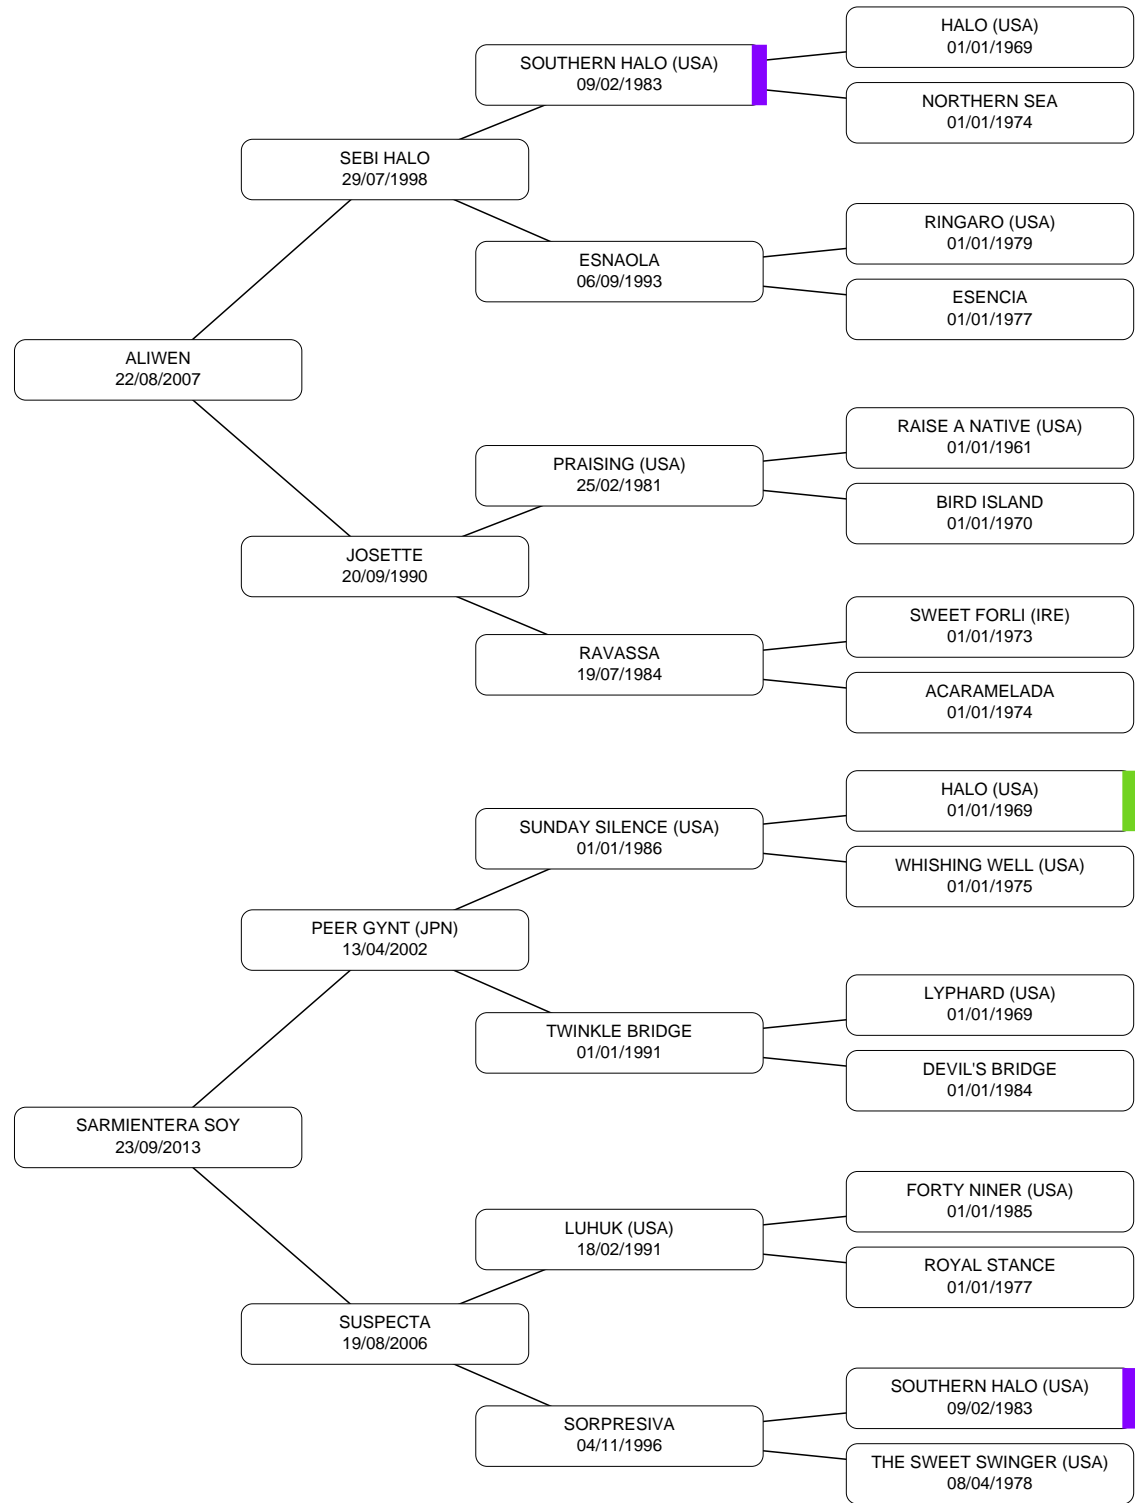 HALO (USA)
01/01/1969
SOUTHERN HALO (USA)
09/02/1983
NORTHERN SEA
01/01/1974
SEBI HALO
29/07/1998
RINGARO (USA)
01/01/1979
ESNAOLA
06/09/1993
ESENCIA
01/01/1977
ALIWEN
22/08/2007
RAISE A NATIVE (USA)
01/01/1961
PRAISING (USA)
25/02/1981
BIRD ISLAND
01/01/1970
JOSETTE
20/09/1990
SWEET FORLI (IRE)
01/01/1973
RAVASSA
19/07/1984
ACARAMELADA
01/01/1974
HALO (USA)
01/01/1969
SUNDAY SILENCE (USA)
01/01/1986
WHISHING WELL (USA)
01/01/1975
PEER GYNT (JPN)
13/04/2002
LYPHARD (USA)
01/01/1969
TWINKLE BRIDGE
01/01/1991
DEVIL'S BRIDGE
01/01/1984
SARMIENTERA SOY
23/09/2013
FORTY NINER (USA)
01/01/1985
LUHUK (USA)
18/02/1991
ROYAL STANCE
01/01/1977
SUSPECTA
19/08/2006
SOUTHERN HALO (USA)
09/02/1983
SORPRESIVA
04/11/1996
THE SWEET SWINGER (USA)
08/04/1978